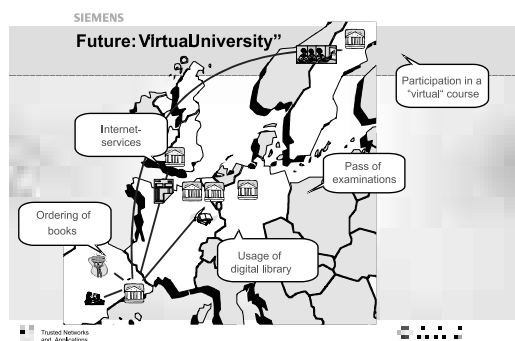 SIEMENS
Future: VirtualUniversity”
Participation in a
"virtual" course
Internet-
services
Pass of
examinations
Ordering of
books
Usage of
digital library
Trusted Networks
and Applications